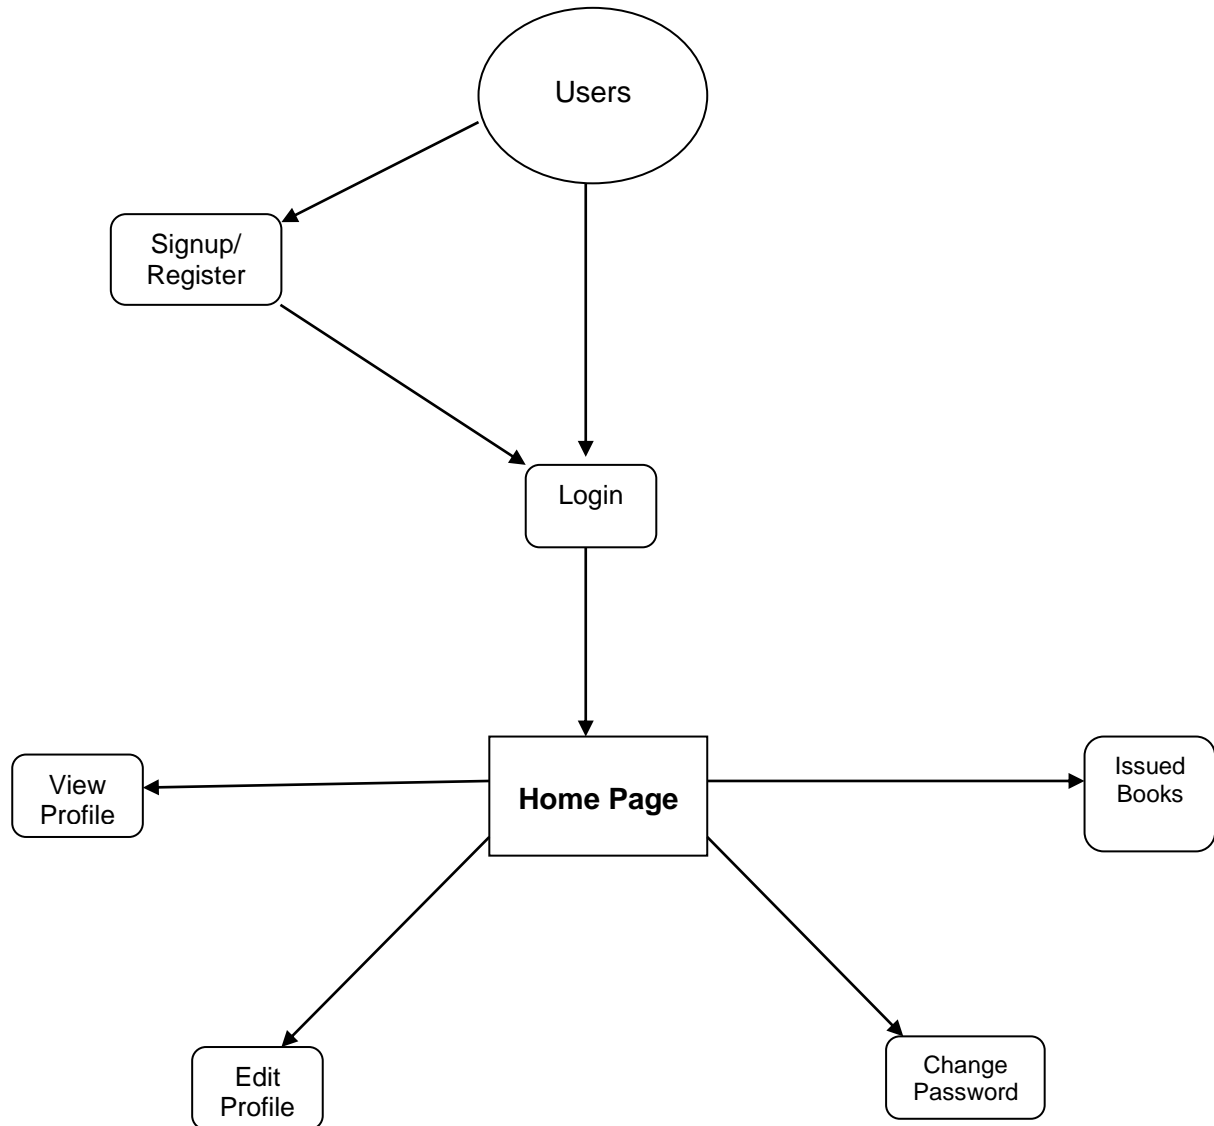 Users
Signup/
Register
Login
Home Page
View
Profile
Issued
Books
Edit
Profile
Change
Password